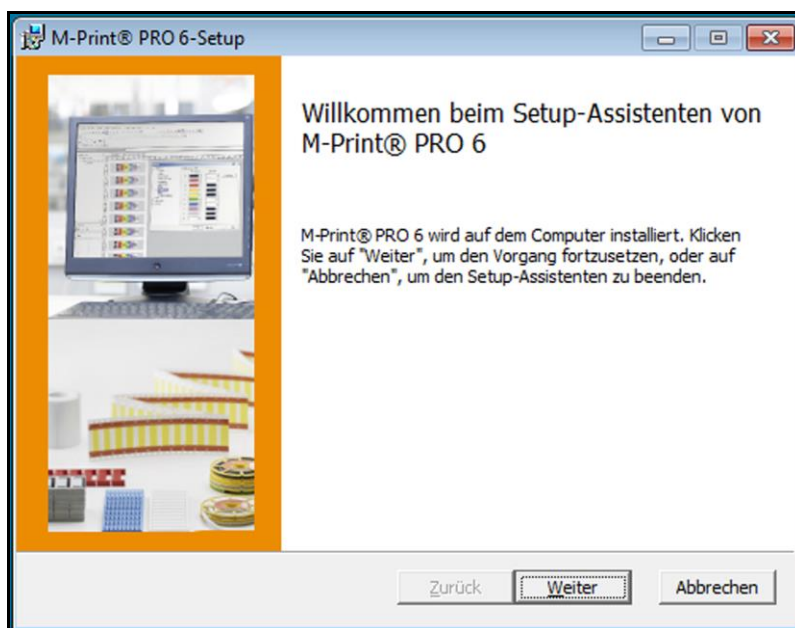 M-Print® PRO 6-Setup
Willkommen beim Setup-Assistenten von
M-Print® PRO 6
M-Print® PRO 6 wird auf dem Computer installiert. Klicken
Sie auf "Weiter", um den Vorgang fortzusetzen, oder auf
"Abbrechen", um den Setup-Assistenten zu beenden.
Zurück
Weiter
Abbrechen